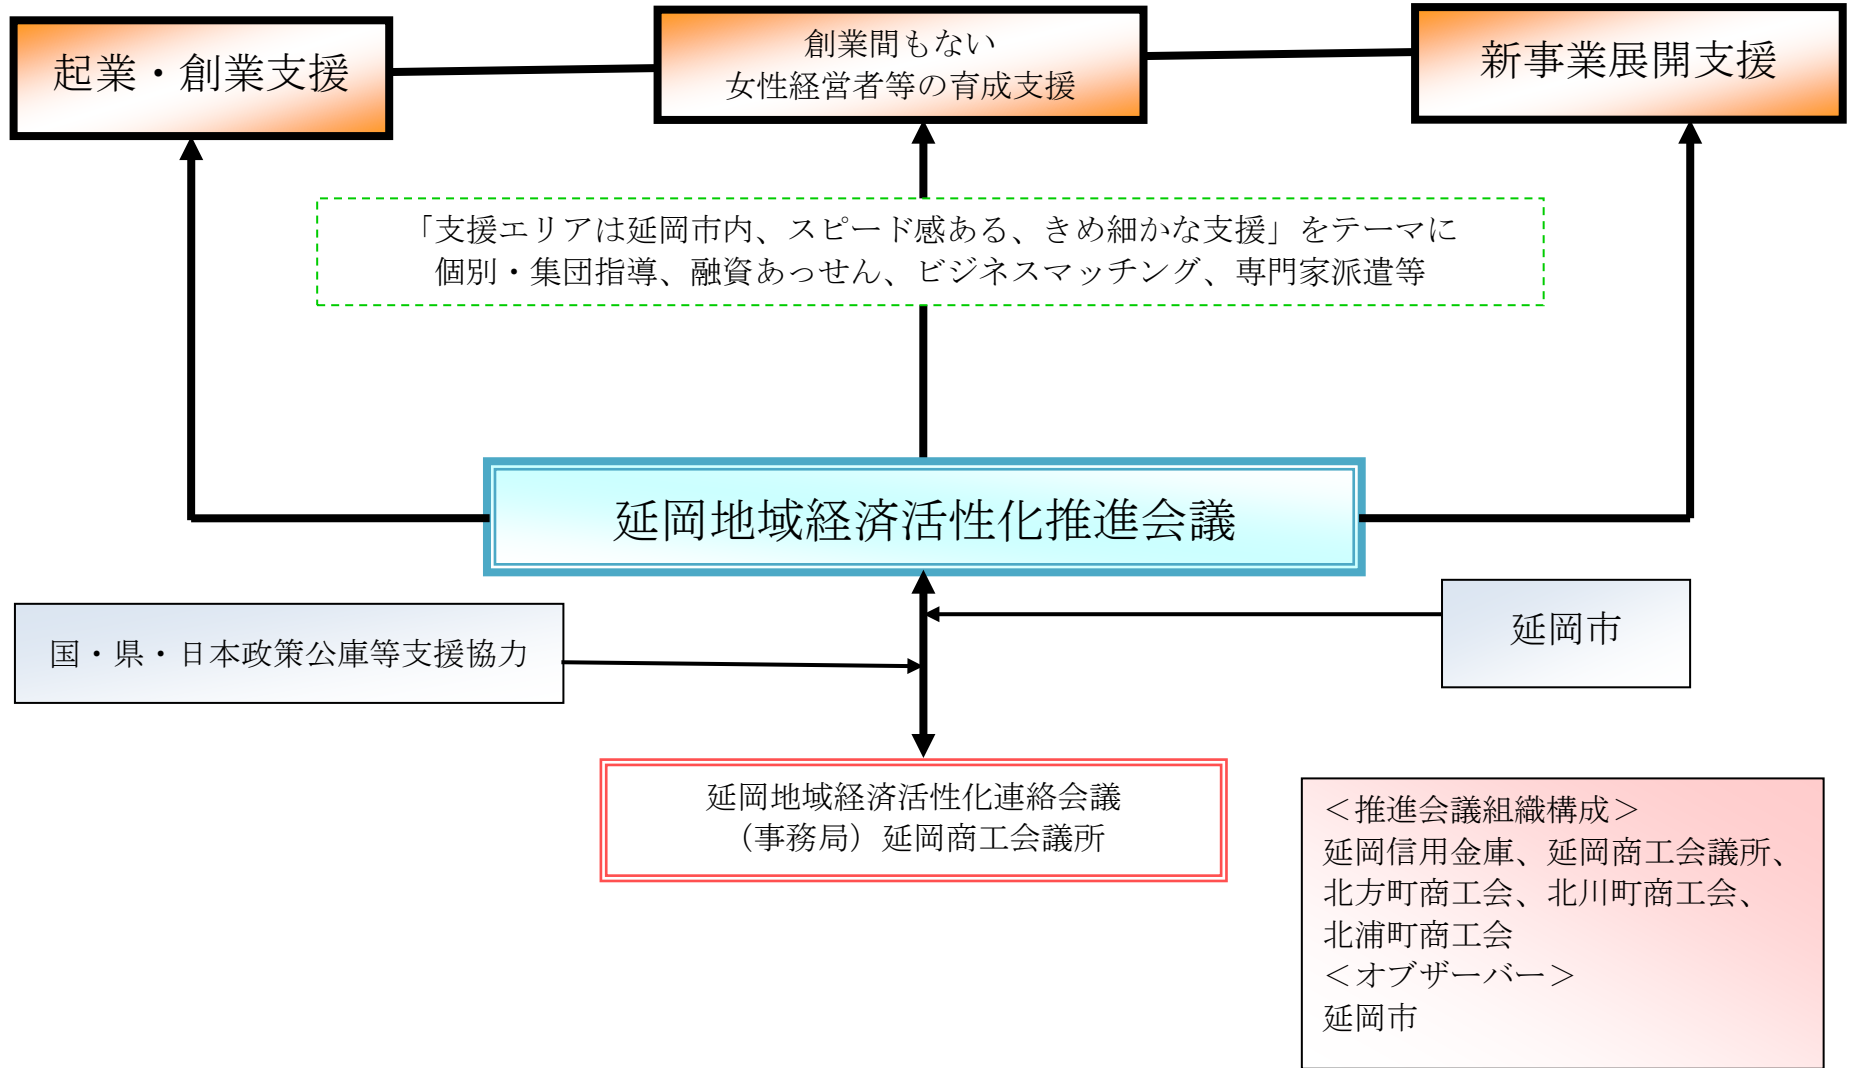 起業・創業支援
創業間もない
女性経営者等の育成支援
新事業展開支援
「支援エリアは延岡市内、スピード感ある、きめ細かな支援」をテーマに
個別・集団指導、融資あっせん、ビジネスマッチング、専門家派遣等
延岡地域経済活性化推進会議
国・県・日本政策公庫等支援協力
延岡市
延岡地域経済活性化連絡会議
（事務局）延岡商工会議所
＜推進会議組織構成＞
延岡信用金庫、延岡商工会議所、
北方町商工会、北川町商工会、
北浦町商工会
＜オブザーバー＞
延岡市